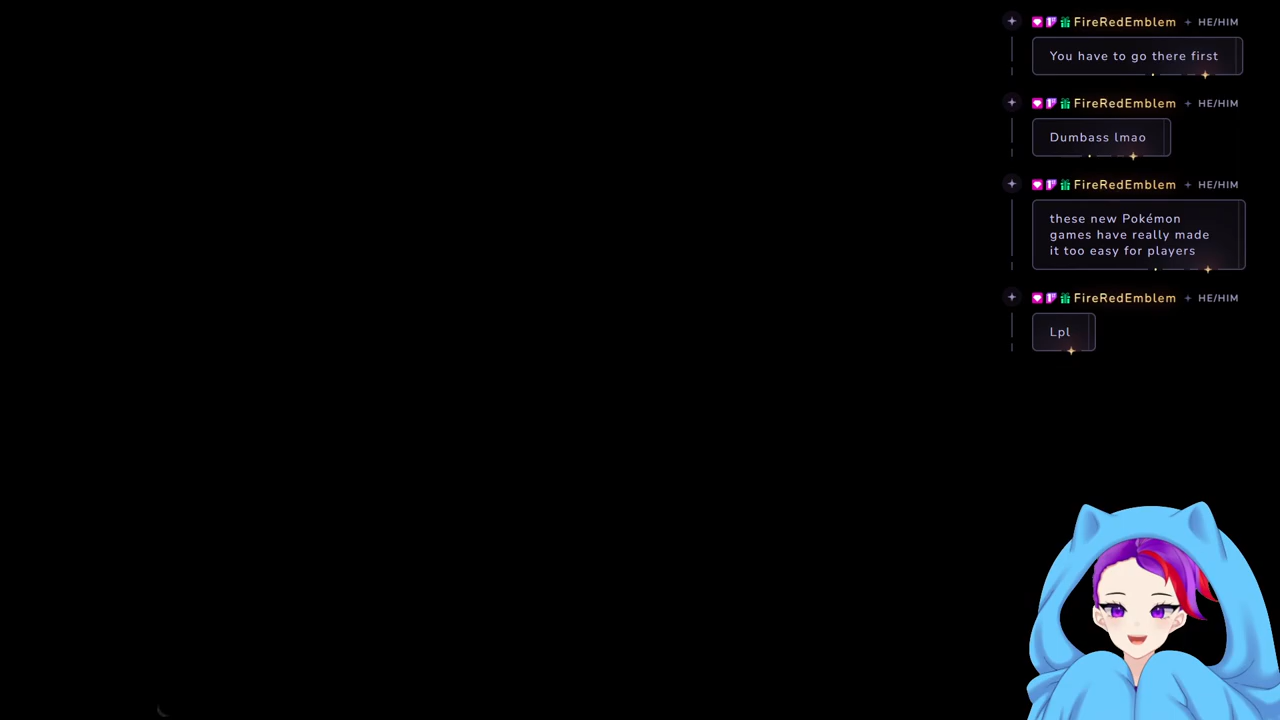 FireRedEmblem HE/HIM
You have to go there first
FireRedEmblem HE/HIM
Dumbass lmao
FireRedEmblem HE/HIM
these new Pokémon
games have really made
it too easy for players
FireRedEmblem HE/HIM
Lpl